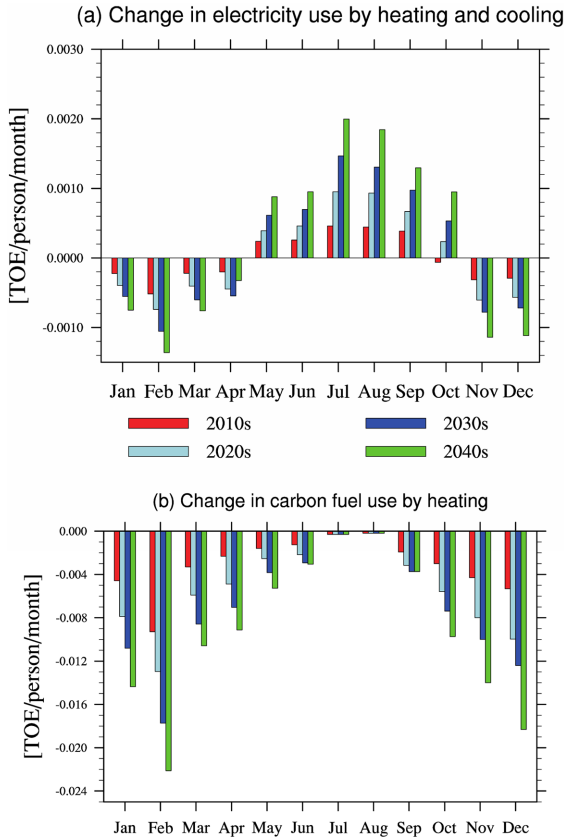 (a) Change in electricity use by heating and cooling
[TOE/person/month]
0.0030
0.0020
0.0010
0.0000
-0.0010
Jan Feb Mar Apr May Jun Jul Aug Sep Oct Nov Dec
2010s 2030s
2020s 2040s
(b) Change in carbon fuel use by heating
[TOE/person/month]
0.000
-0.004
-0.008
-0.012
-0.016
-0.020
-0.024
Jan Feb Mar Apr May Jun Jul Aug Sep Oct Nov Dec